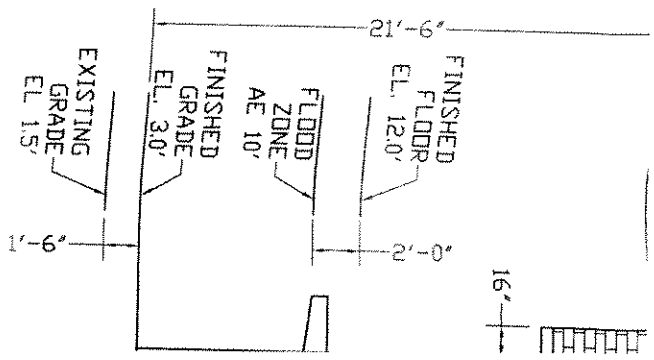 21'-6"
FINISHED
FLOOR
EL. 12.0'
FLOOD
ZONE
AE 10'
FINISHED
GRADE
EL. 3.0'
EXISTING
GRADE
EL. 1.5'
1'-6"
2'-0"
16"